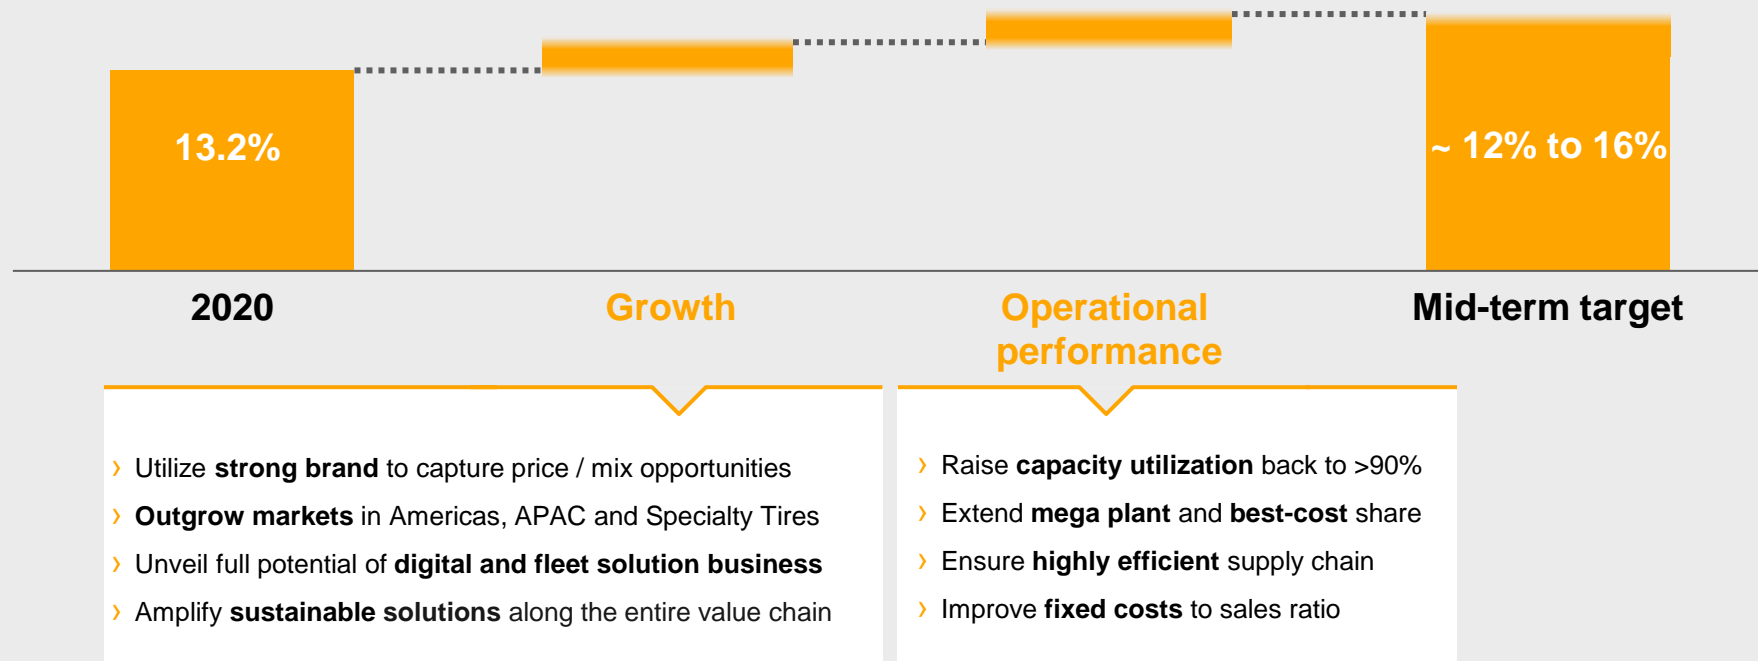 13.2%
~ 12% to 16%
2020
Growth
Operational
performance
Mid-term target
› Utilize strong brand to capture price / mix opportunities
› Outgrow markets in Americas, APAC and Specialty Tires
› Unveil full potential of digital and fleet solution business
› Amplify sustainable solutions along the entire value chain
› Raise capacity utilization back to >90%
› Extend mega plant and best-cost share
› Ensure highly efficient supply chain
› Improve fixed costs to sales ratio